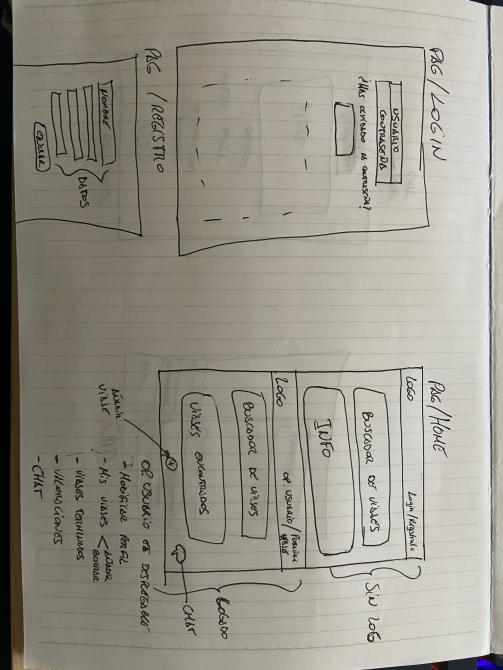 PAG/LOGIN
USUARIO
CONTRASEÑA
¿HAS OLVIDADO LA CONTRASEÑA?
PAG /REGISTRO
NOMBRE
DATOS
ENVIAR
PAG/HOME
LOGO Login/Registrate
BUSCADOR DE VIAJES
INFO
SIN LOG
LOGO OP. USUARIO/PUBLICAR VIAJE
BUSCADOR DE VIAJES
VIAJES ENCONTRADOS
LOGADO
CHAT
AÑADIR VIAJE
OP. USUARIO ES DESPLEGABLE
- MODIFICAR PERFIL
- MIS VIAJES < AÑADIR BORRAR
- VIAJES TERMINADOS
- VALORACIONES
- CHAT